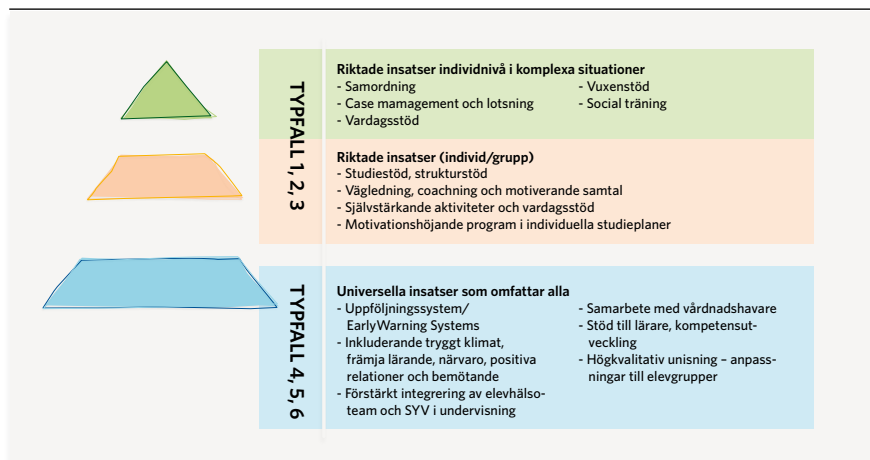 TYPFALL 1, 2, 3
Riktade insatser individnivå i komplexa situationer
- Samordning
- Case mamagement och lotsning
- Vardagsstöd
- Vuxenstöd
- Social träning
Riktade insatser (individ/grupp)
- Studiestöd, strukturstöd
- Vägledning, coachning och motiverande samtal
- Självstärkande aktiviteter och vardagsstöd
- Motivationshöjande program i individuella studieplaner
TYPFALL 4, 5, 6
Universella insatser som omfattar alla
- Uppföljningssystem/
EarlyWarning Systems
- Inkluderande tryggt klimat,
främja lärande, närvaro, positiva
relationer och bemötande
- Förstärkt integrering av elevhälso-
team och SYV i undervisning
- Samarbete med vårdnadshavare
- Stöd till lärare, kompetensut-
veckling
- Högkvalitativ unisning – anpass-
ningar till elevgrupper